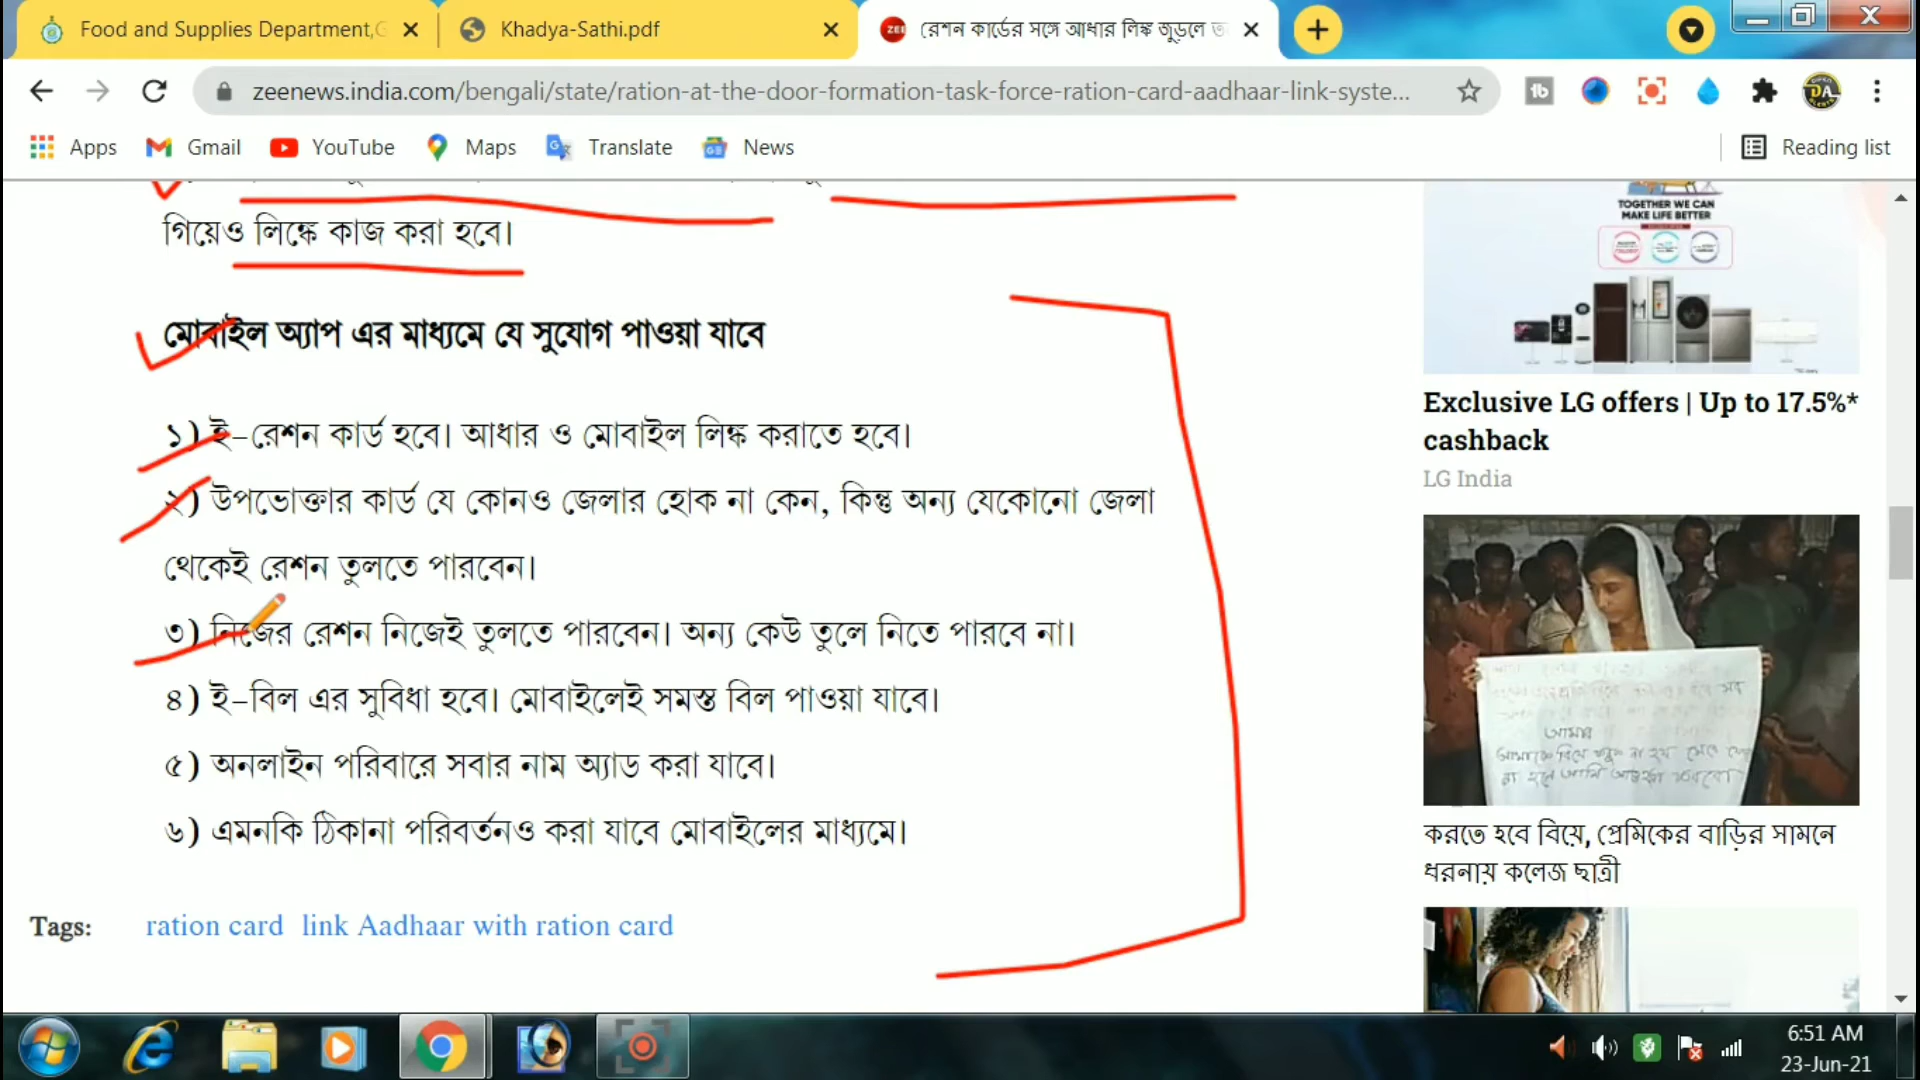 Food and Supplies Department,G
Khadya-Sathi.pdf
রেশন কার্ডের সঙ্গে আধার লিঙ্ক জুড়লে
zeenews.india.com/bengali/state/ration-at-the-door-formation-task-force-ration-card-aadhaar-link-syste...
Apps
Gmail
YouTube
Maps
Translate
News
Reading list
গিয়েও লিঙ্কে কাজ করা হবে।
মোবাইল অ্যাপ এর মাধ্যমে যে সুযোগ পাওয়া যাবে
১) ই-রেশন কার্ড হবে। আধার ও মোবাইল লিঙ্ক করাতে হবে।
২) উপভোক্তার কার্ড যে কোনও জেলার হোক না কেন, কিন্তু অন্য যেকোনো জেলা
থেকেই রেশন তুলতে পারবেন।
৩) নিজের রেশন নিজেই তুলতে পারবেন। অন্য কেউ তুলে নিতে পারবে না।
৪) ই-বিল এর সুবিধা হবে। মোবাইলেই সমস্ত বিল পাওয়া যাবে।
৫) অনলাইন পরিবারে সবার নাম অ্যাড করা যাবে।
৬) এমনকি ঠিকানা পরিবর্তনও করা যাবে মোবাইলের মাধ্যমে।
Tags:
ration card link Aadhaar with ration card
TOGETHER WE CAN
MAKE LIFE BETTER
Exclusive LG offers | Up to 17.5%*
cashback
LG India
আমার
করতে হবে বিয়ে, প্রেমিকের বাড়ির সামনে
ধরনায় কলেজ ছাত্রী
6:51 AM
23-Jun-21